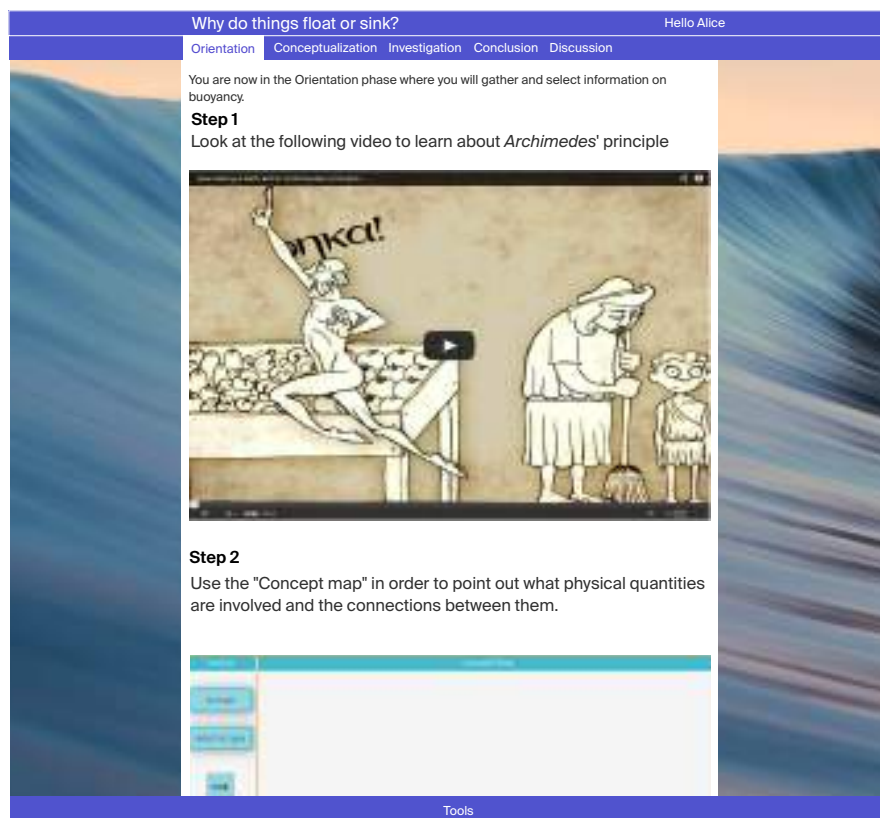 Why do things float or sink?
Hello Alice
Orientation Conceptualization Investigation Conclusion Discussion
You are now in the Orientation phase where you will gather and select information on
buoyancy.
Step 1
Look at the following video to learn about Archimedes' principle
Step 2
Use the "Concept map" in order to point out what physical quantities
are involved and the connections between them.
Tools